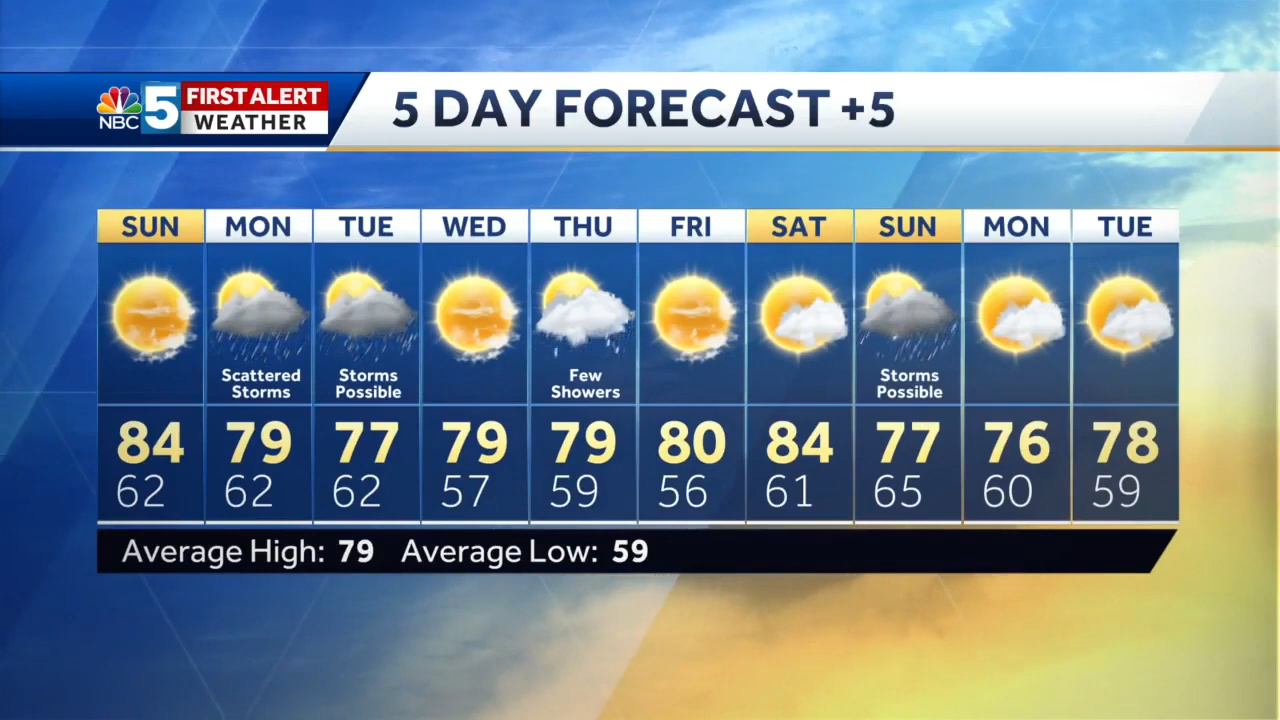 NBC 5 FIRST ALERT WEATHER
5 DAY FORECAST +5
SUN MON TUE WED THU FRI SAT SUN MON TUE
Scattered Storms Few Storms
Storms Possible Showers Possible
84 79 77 79 79 80 84 77 76 78
62 62 62 57 59 56 61 65 60 59
Average High: 79 Average Low: 59